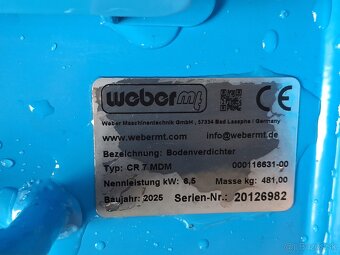 weber mt CE
Weber Maschinentechnik GmbH , 57334 Bad Laasphe / Germany
www.webermt.com info@webermt.de
Bezeichnung: Bodenverdichter
Typ: CR 7 MDM 000116631-00
Nennleistung kW: 6,5 Masse kg: 481,00
Baujahr: 2025 Serien-Nr.: 20126982